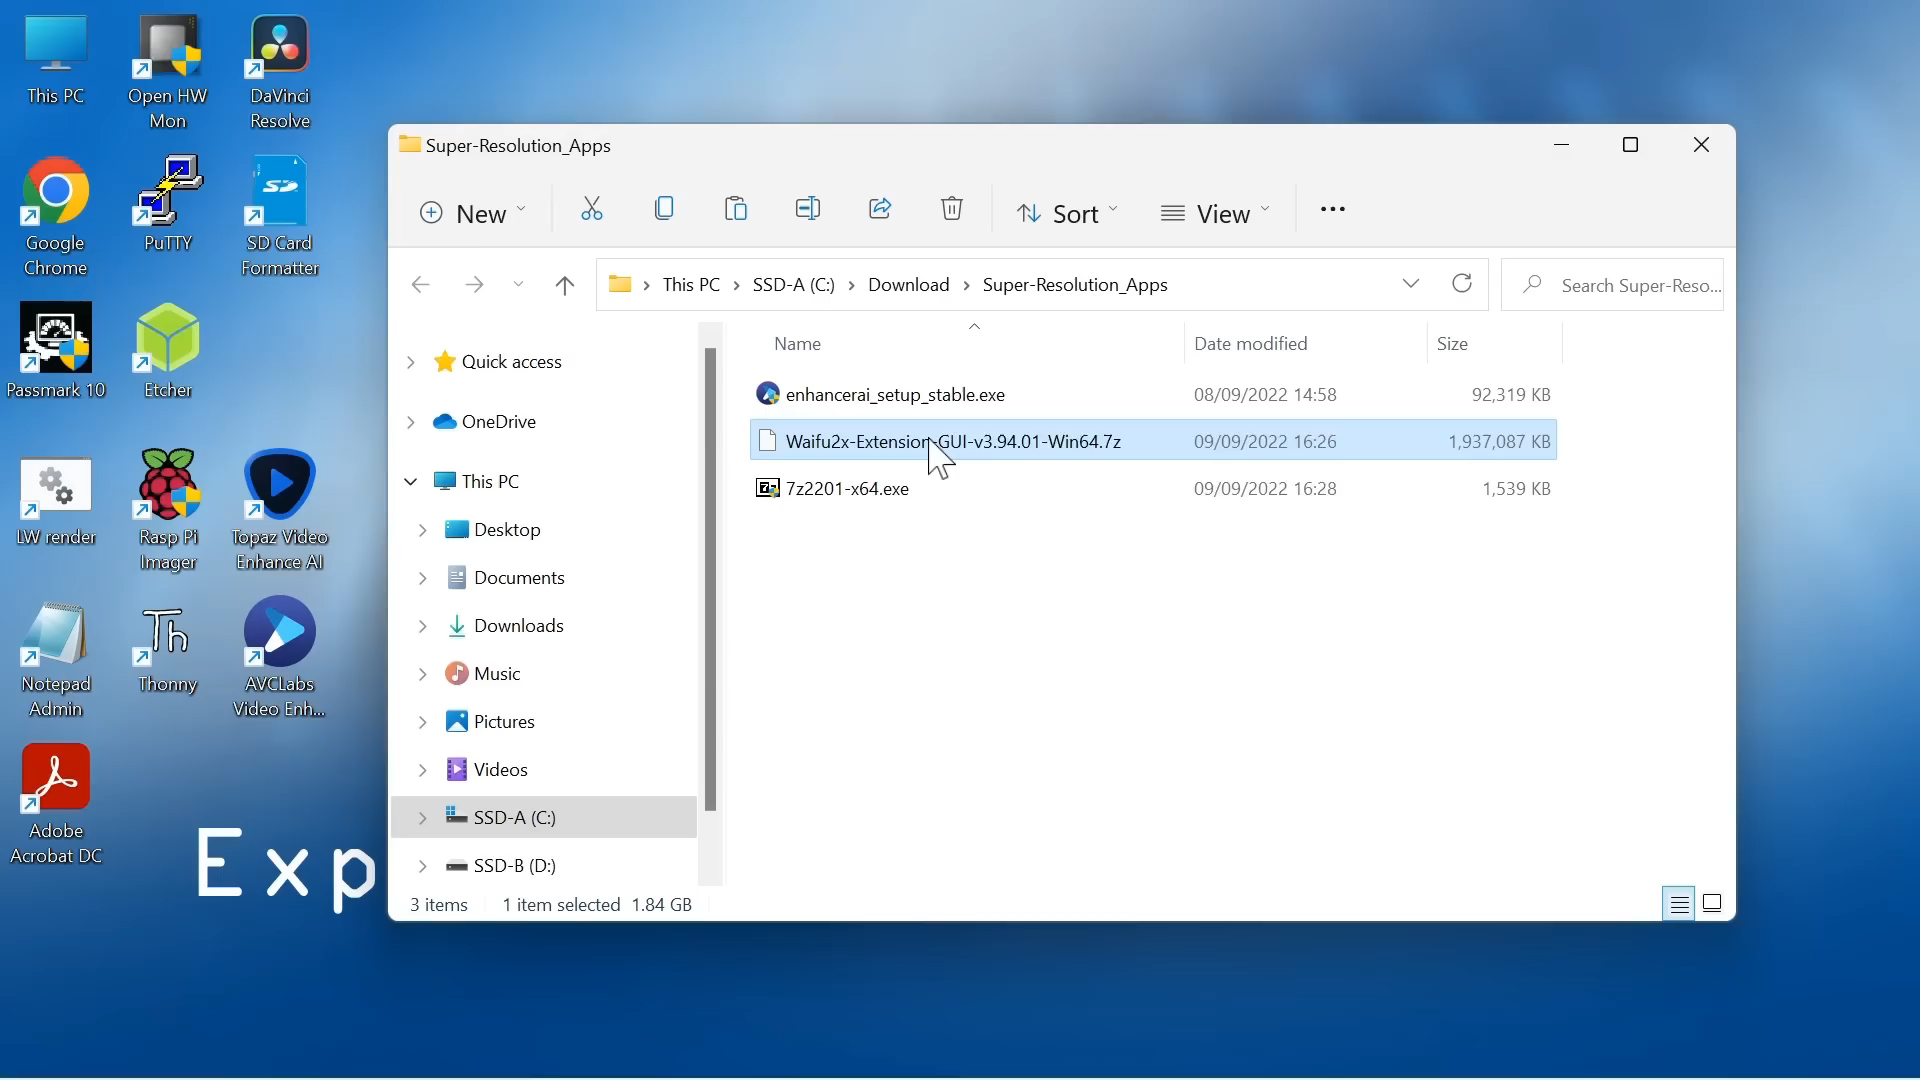 This PC
Open HW
Mon
DaVinci
Resolve
Google
Chrome
PuTTY
SD
SD Card
Formatter
Passmark 10
Etcher
LW render
Rasp Pi
Imager
Topaz Video
Enhance AI
Notepad
Admin
Th
Thonny
AVCLabs
Video Enh...
Adobe
Acrobat DC
Exp
Super-Resolution_Apps
New
Sort
View
This PC > SSD-A (C:) > Download > Super-Resolution_Apps
Search Super-Reso...
Name Date modified Size
enhancerai_setup_stable.exe 08/09/2022 14:58 92,319 KB
Waifu2x-Extension-GUI-v3.94.01-Win64.7z 09/09/2022 16:26 1,937,087 KB
7z2201-x64.exe 09/09/2022 16:28 1,539 KB
Quick access
OneDrive
This PC
Desktop
Documents
Downloads
Music
Pictures
Videos
SSD-A (C:)
SSD-B (D:)
3 items 1 item selected 1.84 GB